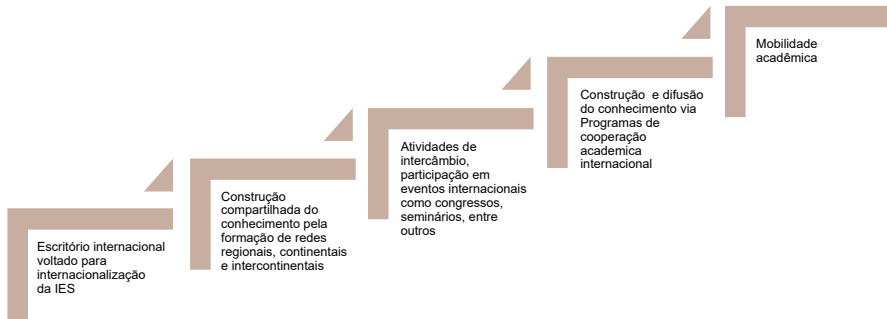 Escritório internacional
voltado para
internacionalização
da IES
Construção
compartilhada do
conhecimento pela
formação de redes
regionais, continentais
e intercontinentais
Atividades de
intercâmbio,
participação em
eventos internacionais
como congressos,
seminários, entre
outros
Construção e difusão
do conhecimento via
Programas de
cooperação
academica
internacional
Mobilidade
acadêmica